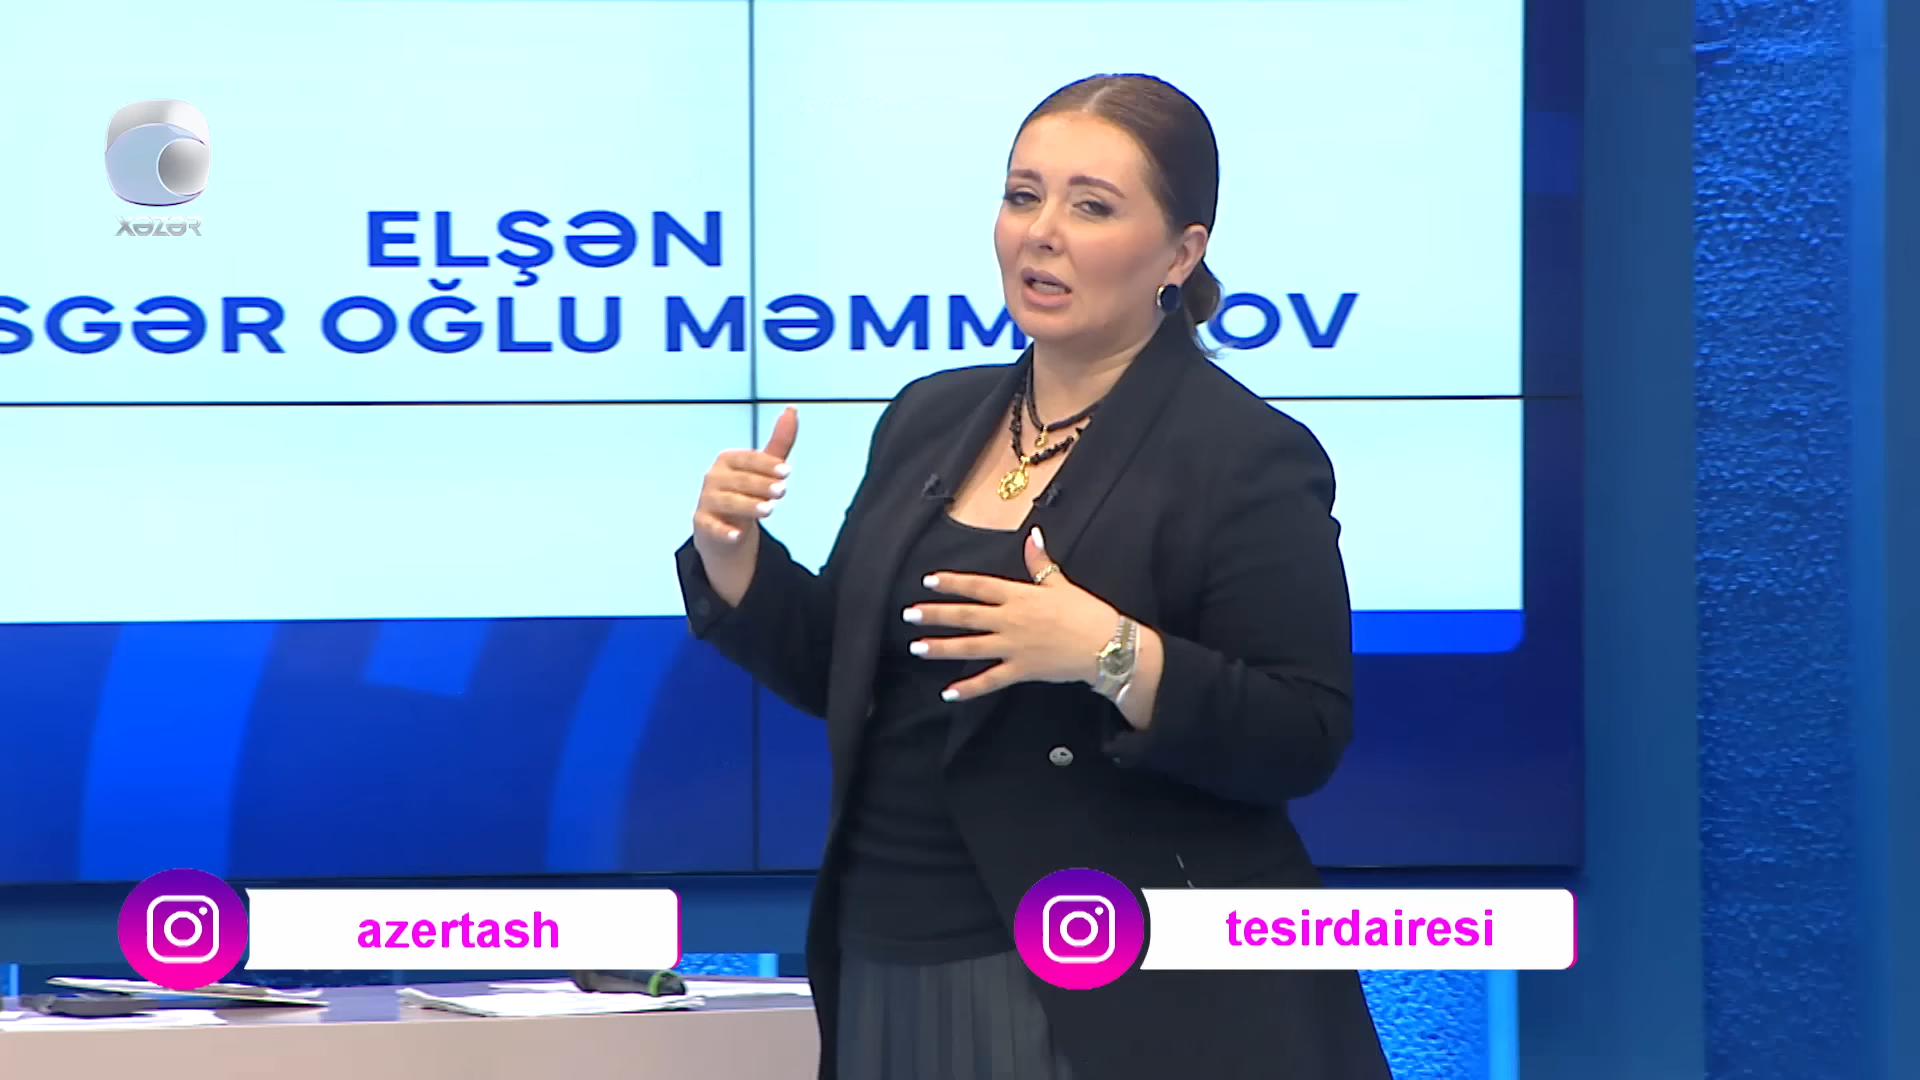 XƏZƏR
ELŞƏN
SGƏR OĞLU MƏMM OV
azertash
tesirdairesi